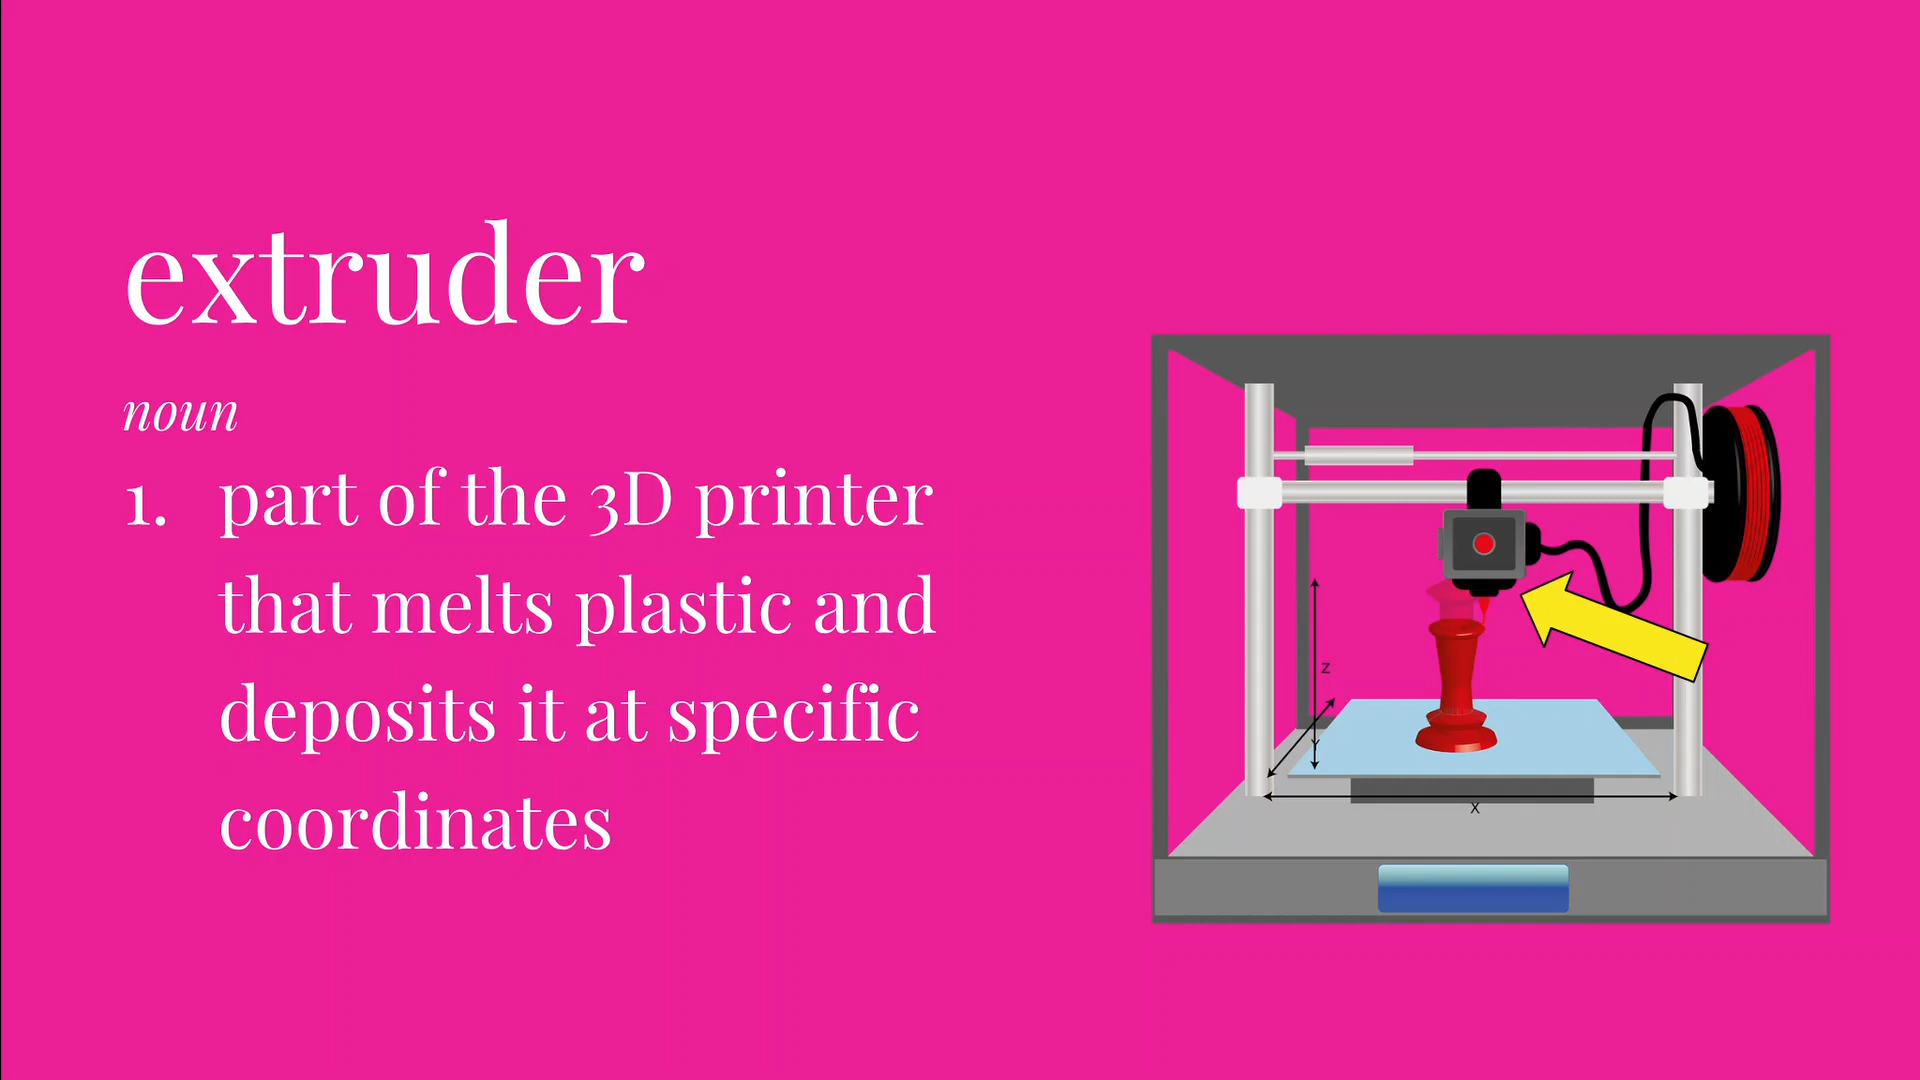 extruder
noun
1. part of the 3D printer
that melts plastic and
deposits it at specific
coordinates
Z
Y
X